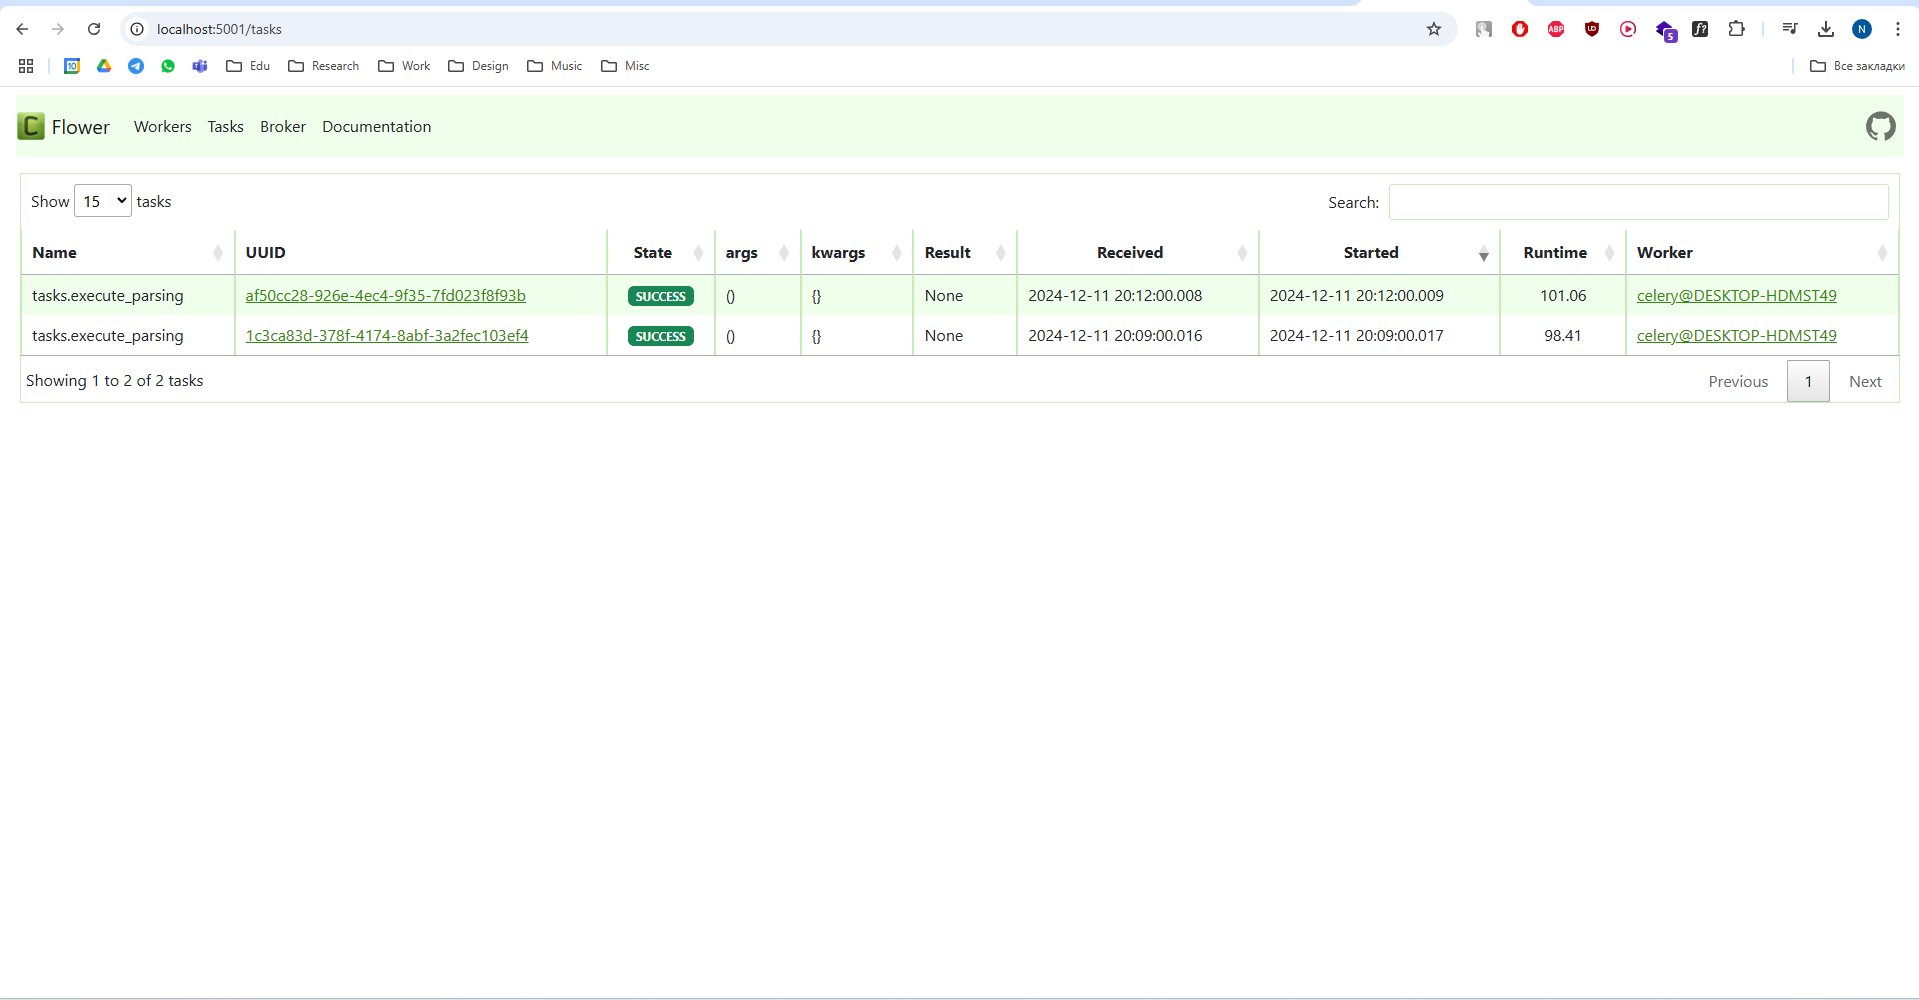 localhost:5001/tasks
ABP
5
f?
N
10
Edu
Research
Work
Design
Music
Misc
Все закладки
C Flower Workers Tasks Broker Documentation
Show 15 tasks
Search:
Name UUID State args kwargs Result Received Started Runtime Worker
tasks.execute_parsing af50cc28-926e-4ec4-9f35-7fd023f8f93b SUCCESS () {} None 2024-12-11 20:12:00.008 2024-12-11 20:12:00.009 101.06 celery@DESKTOP-HDMST49
tasks.execute_parsing 1c3ca83d-378f-4174-8abf-3a2fec103ef4 SUCCESS () {} None 2024-12-11 20:09:00.016 2024-12-11 20:09:00.017 98.41 celery@DESKTOP-HDMST49
Showing 1 to 2 of 2 tasks
Previous 1 Next